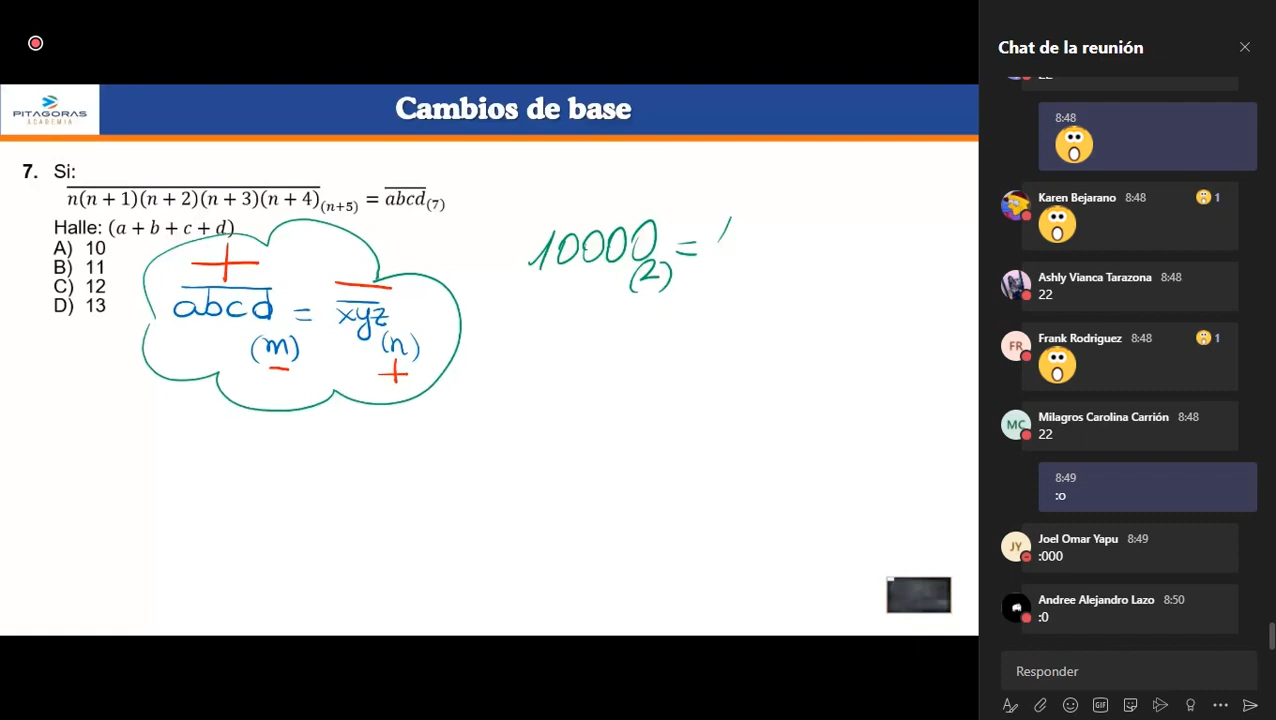 Chat de la reunión
22
8:48
PITAGORAS
ACADEMIA
Cambios de base
7. Si:
n(n + 1)(n + 2)(n + 3)(n + 4)(n+5) = abcd(7)
Halle: (a + b + c + d)
A) 10
B) 11
C) 12
D) 13
+
abcd = xyz
(m) (n)
- +
10000(2) =
Karen Bejarano 8:48
1
Ashly Vianca Tarazona 8:48
22
FR
Frank Rodriguez 8:48
1
MC
Milagros Carolina Carrión 8:48
22
8:49
:o
JY
Joel Omar Yapu 8:49
:000
Andree Alejandro Lazo 8:50
:0
Responder
GIF